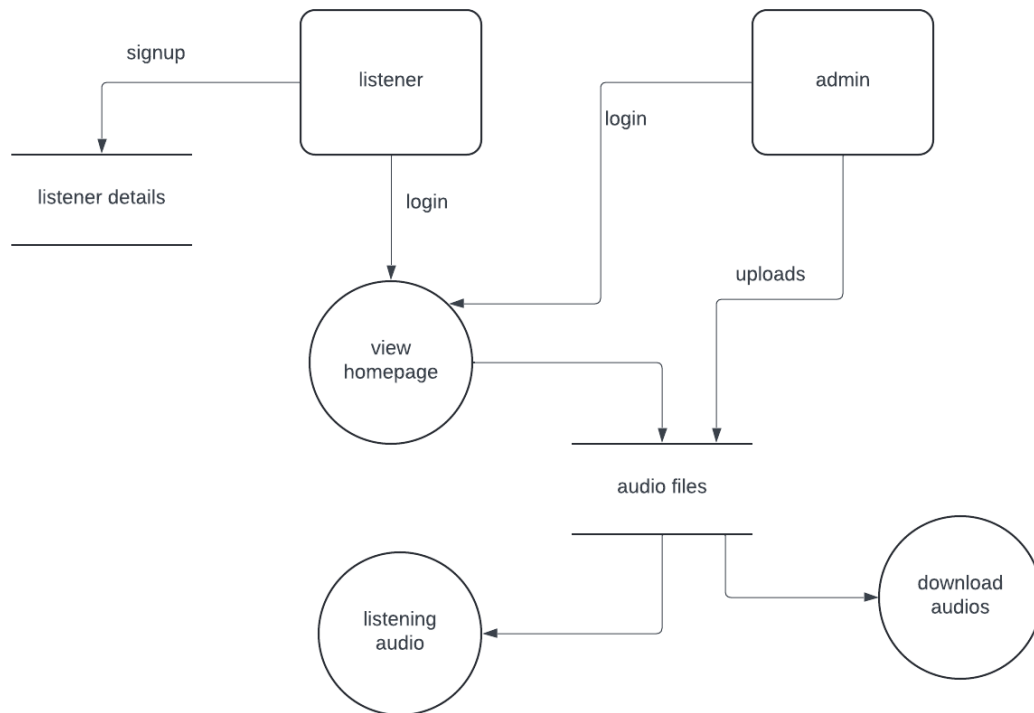 signup
listener
admin
login
listener details
login
uploads
view
homepage
audio files
download
audios
listening
audio